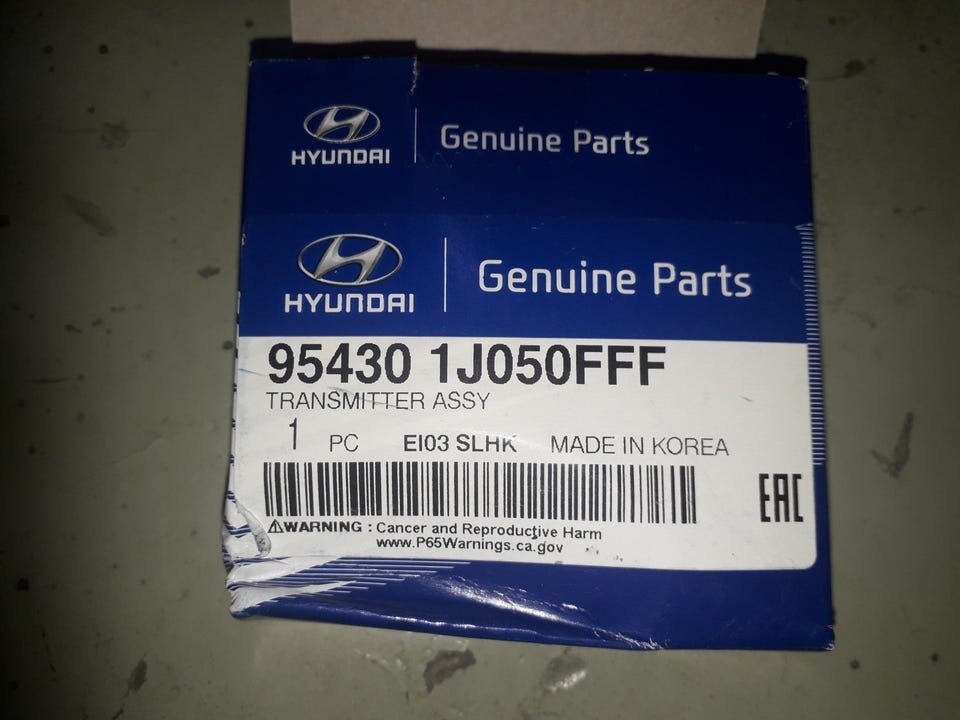 HYUNDAI Genuine Parts
HYUNDAI Genuine Parts
95430 1J050FFF
TRANSMITTER ASSY
1 PC EI03 SLHK MADE IN KOREA
EAC
⚠WARNING : Cancer and Reproductive Harm
www.P65Warnings.ca.gov